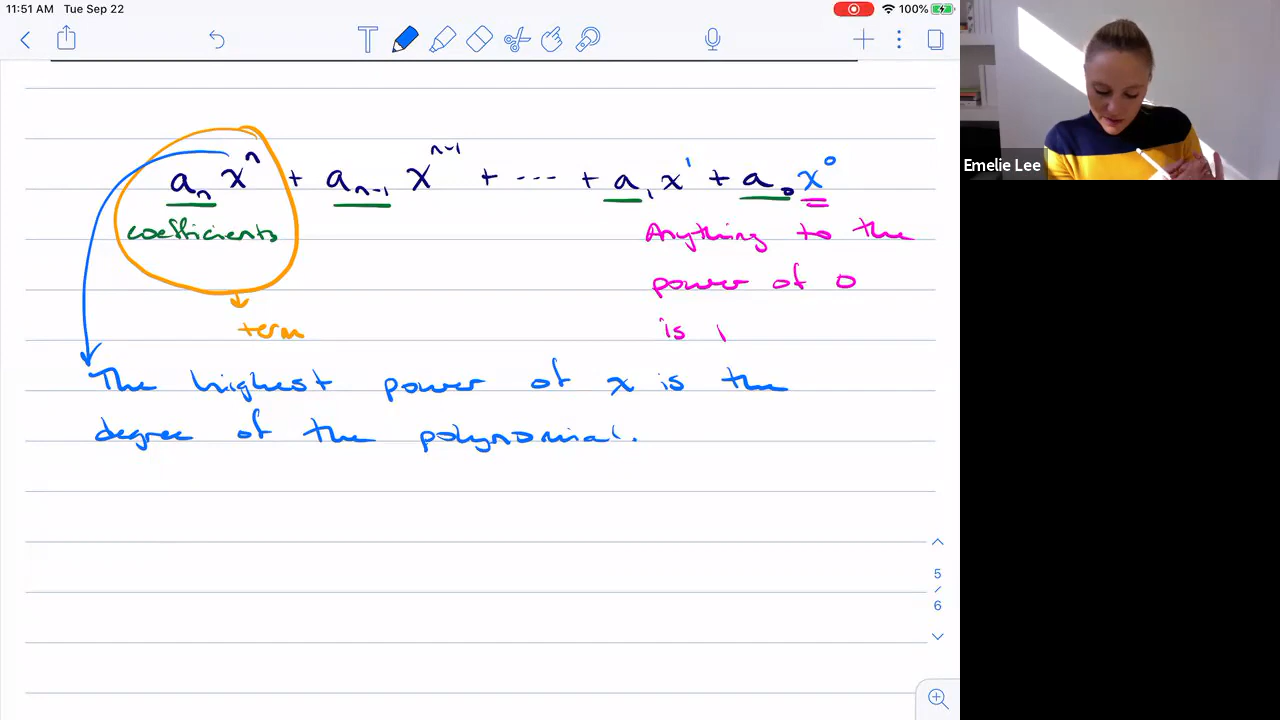 11:51 AM Tue Sep 22
100%
Emelie Lee
aₙxⁿ + aₙ₋₁xⁿ⁻¹ + ... + a₁x¹ + a₀x⁰
coefficients
Anything to the
power of 0
is 1
term
The highest power of x is the
degree of the polynomial.
5
/
6